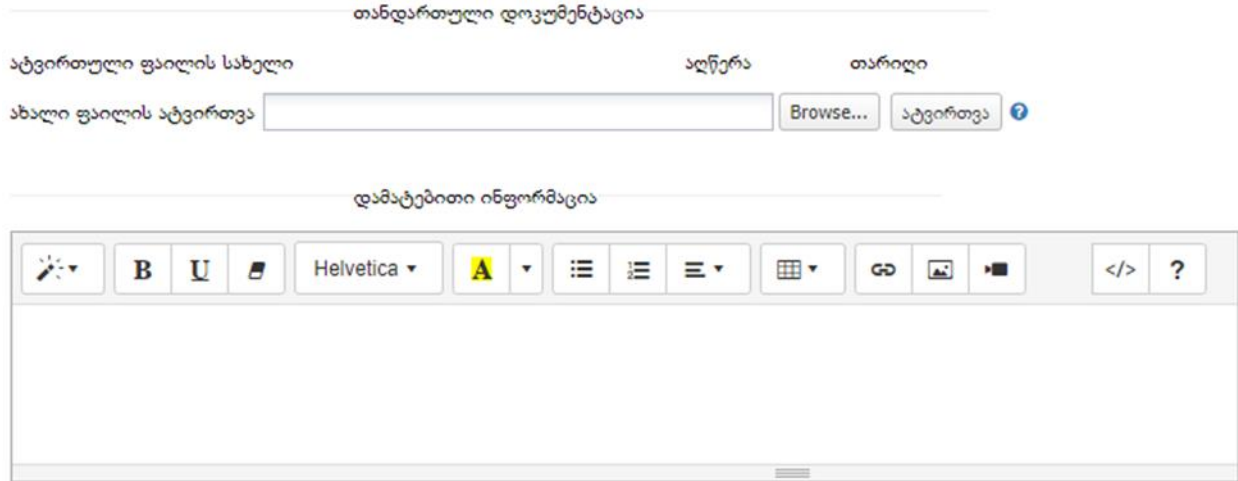 თანდართული დოკუმენტაცია
ატვირთული ფაილის სახელი აღწერა თარიღი
ახალი ფაილის ატვირთვა Browse... ატვირთვა ?
დამატებითი ინფორმაცია
B U Helvetica A </> ?